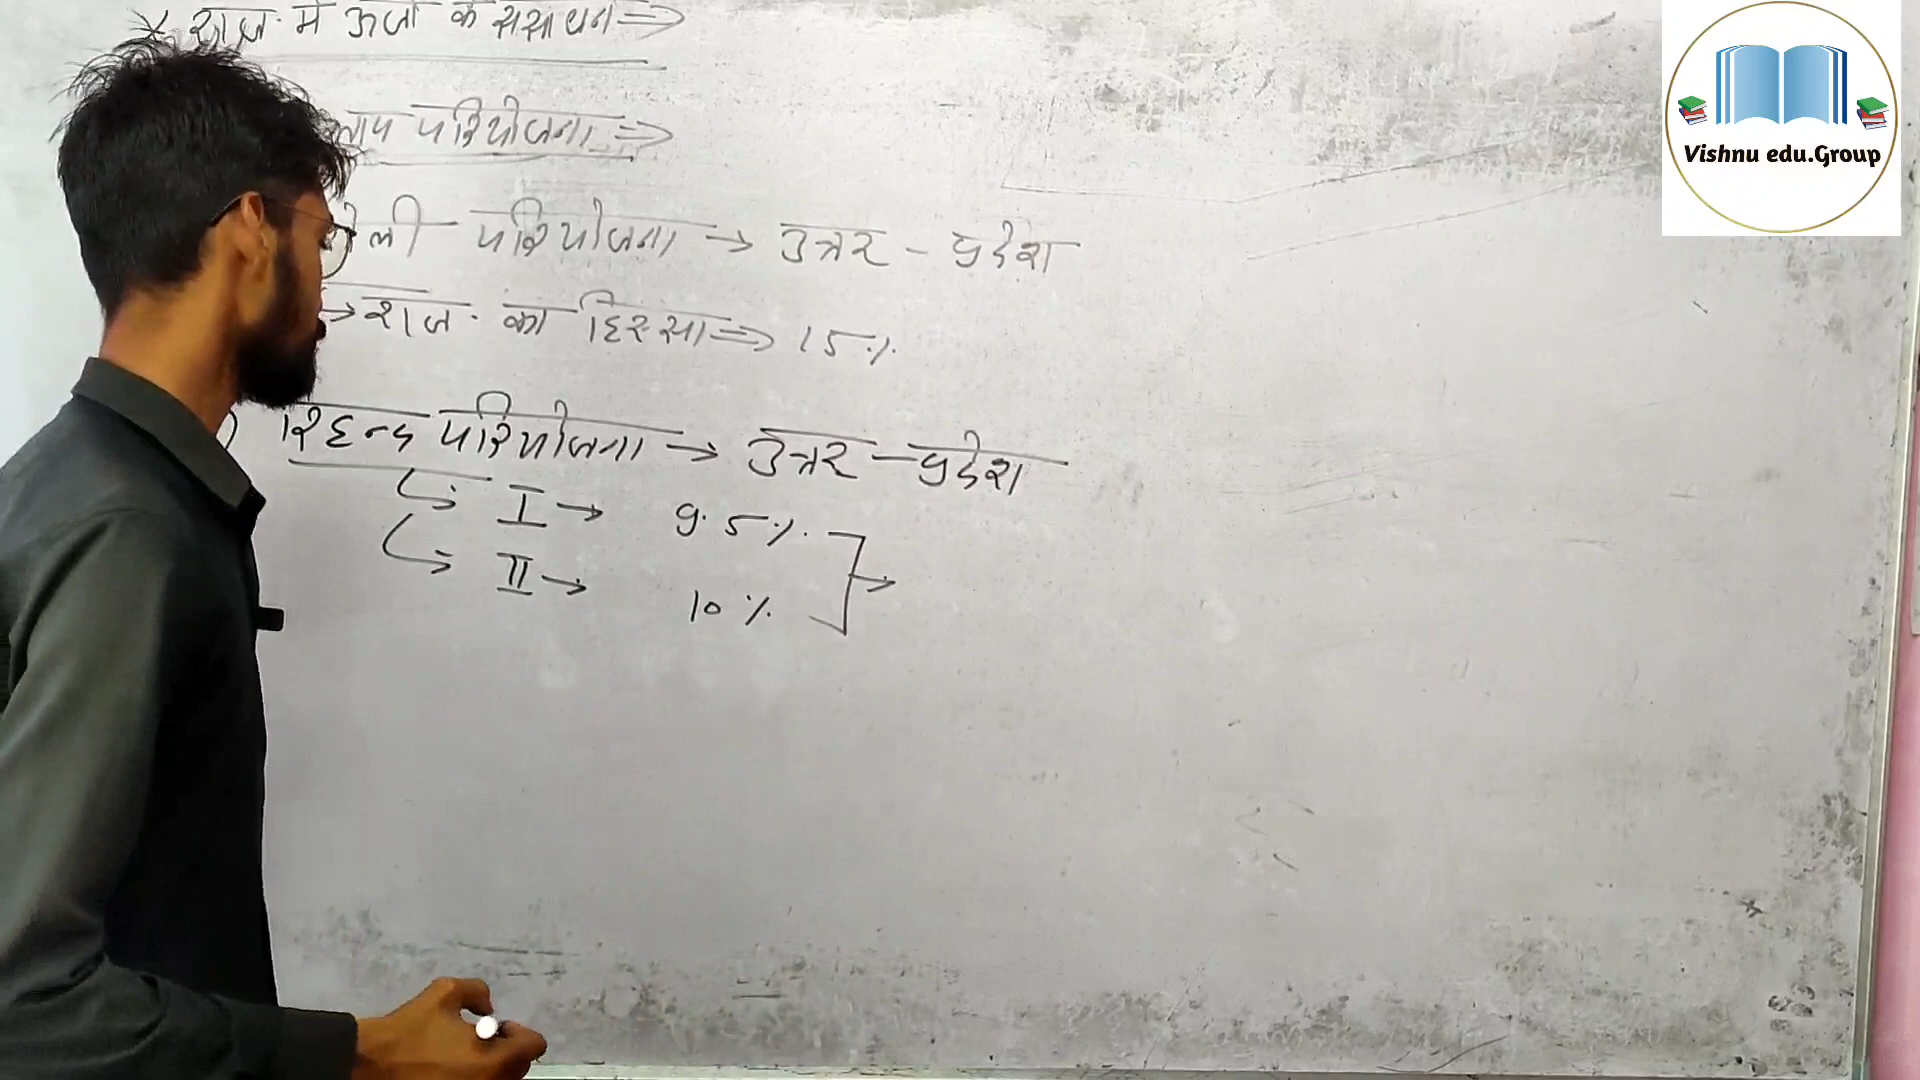 * राज. में ऊर्जा के संसाधन ⇒
ताप परियोजना ⇒
ली परियोजना → उत्तर - प्रदेश
→ राज. का हिस्सा ⇒ 15%
रिहन्द परियोजना → उत्तर - प्रदेश
↳ I → 9.5%
↳ II → 10%
Vishnu edu.Group